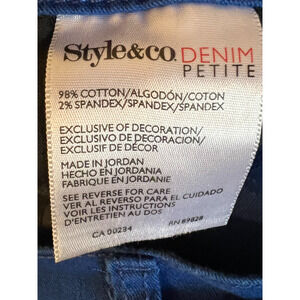 Style&co. DENIM
PETITE
98% COTTON/ALGODÓN/COTON
2% SPANDEX/SPANDEX/SPANDEX
EXCLUSIVE OF DECORATION/
EXCLUSIVO DE DECORACION/
EXCLUSIF DE DÉCOR
MADE IN JORDAN
HECHO EN JORDANIA
FABRIQUE EN JORDANIE
SEE REVERSE FOR CARE
VER AL REVERSO PARA EL CUIDADO
VOIR LES INSTRUCTIONS
D'ENTRETIEN AU DOS
CA 00234 RN 89828